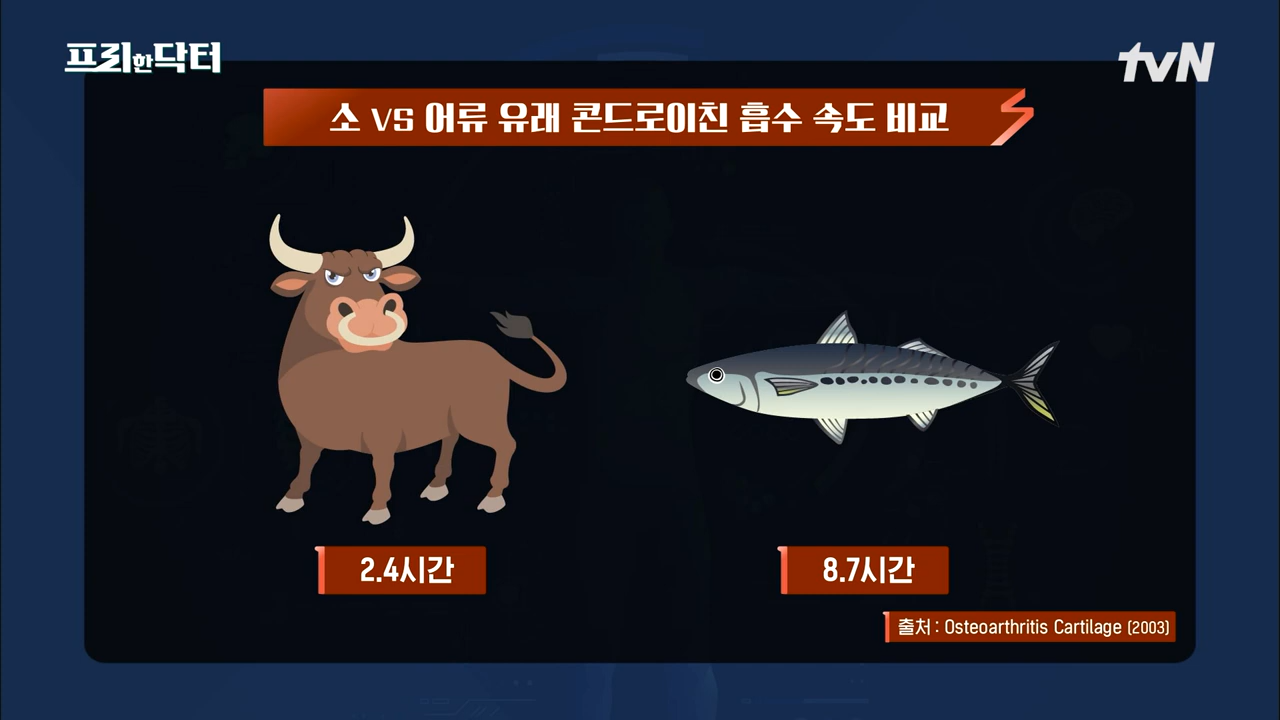 프리한닥터
tvN
소 VS 어류 유래 콘드로이친 흡수 속도 비교
2.4시간
8.7시간
출처 : Osteoarthritis Cartilage (2003)